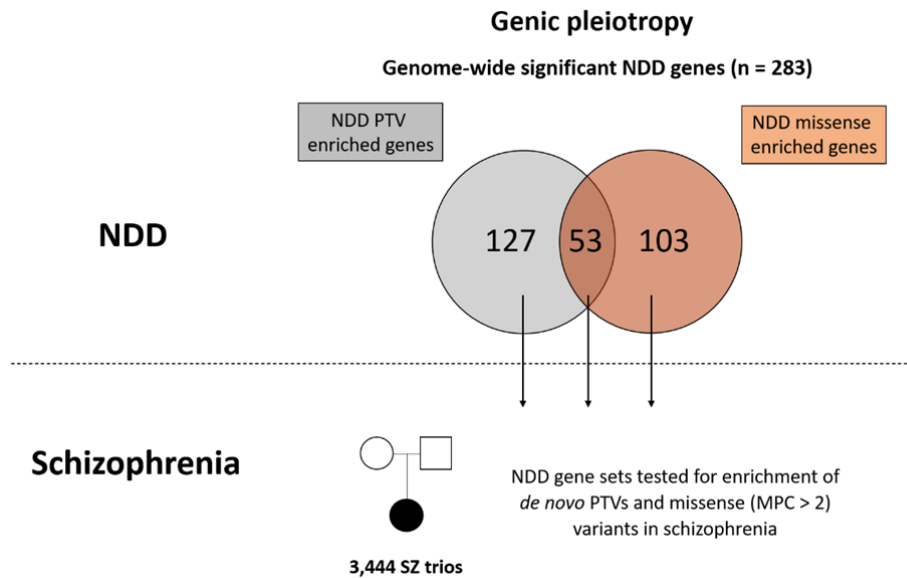 Genic pleiotropy
Genome-wide significant NDD genes (n = 283)
NDD PTV
enriched genes
NDD missense
enriched genes
NDD
127
53
103
Schizophrenia
NDD gene sets tested for enrichment of
de novo PTVs and missense (MPC > 2)
variants in schizophrenia
3,444 SZ trios